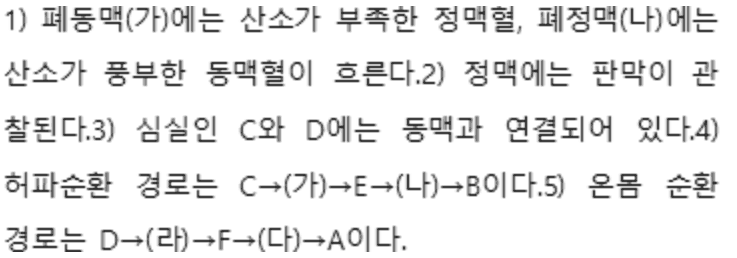 1) 폐동맥(가)에는 산소가 부족한 정맥혈, 폐정맥(나)에는
산소가 풍부한 동맥혈이 흐른다.2) 정맥에는 판막이 관
찰된다.3) 심실인 C와 D에는 동맥과 연결되어 있다.4)
허파순환 경로는 C→(가)→E→(나)→B이다.5) 온몸 순환
경로는 D→(라)→F→(다)→A이다.